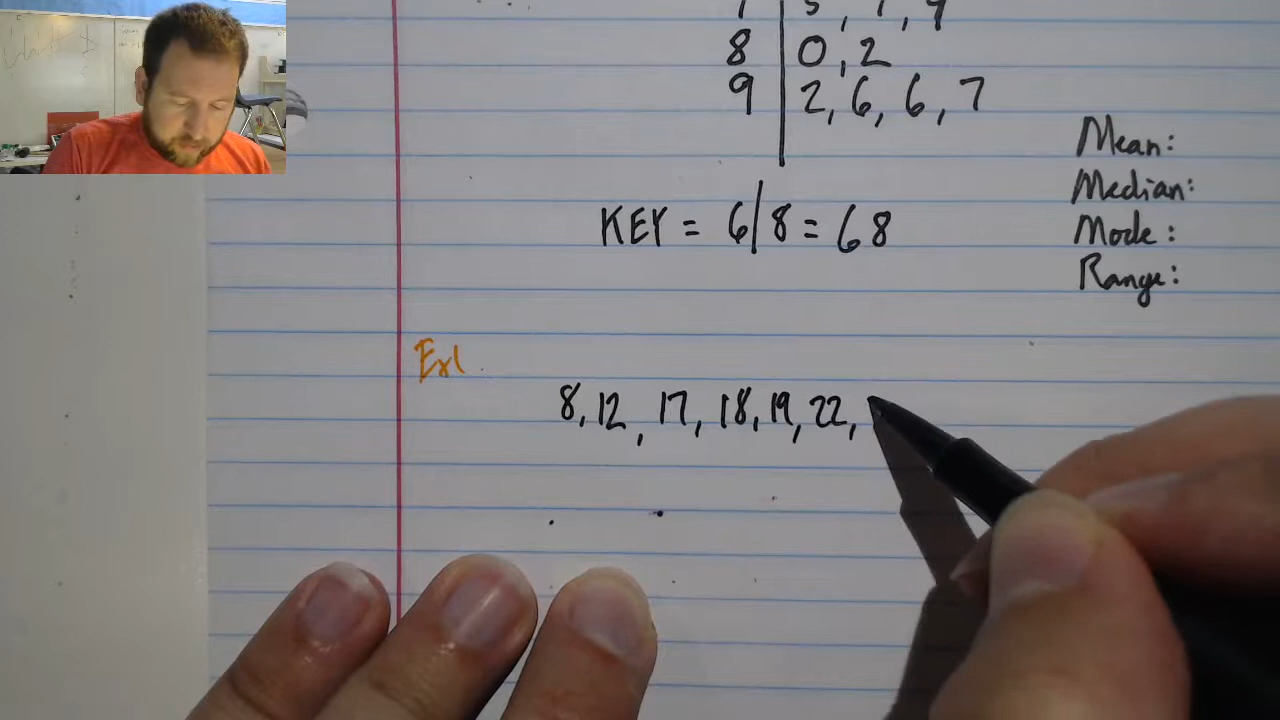 8 | 0, 2
9 | 2, 6, 6, 7
Mean:
Median:
KEY = 6|8 = 68
Mode:
Range:
Ex1
8, 12, 17, 18, 19, 22,